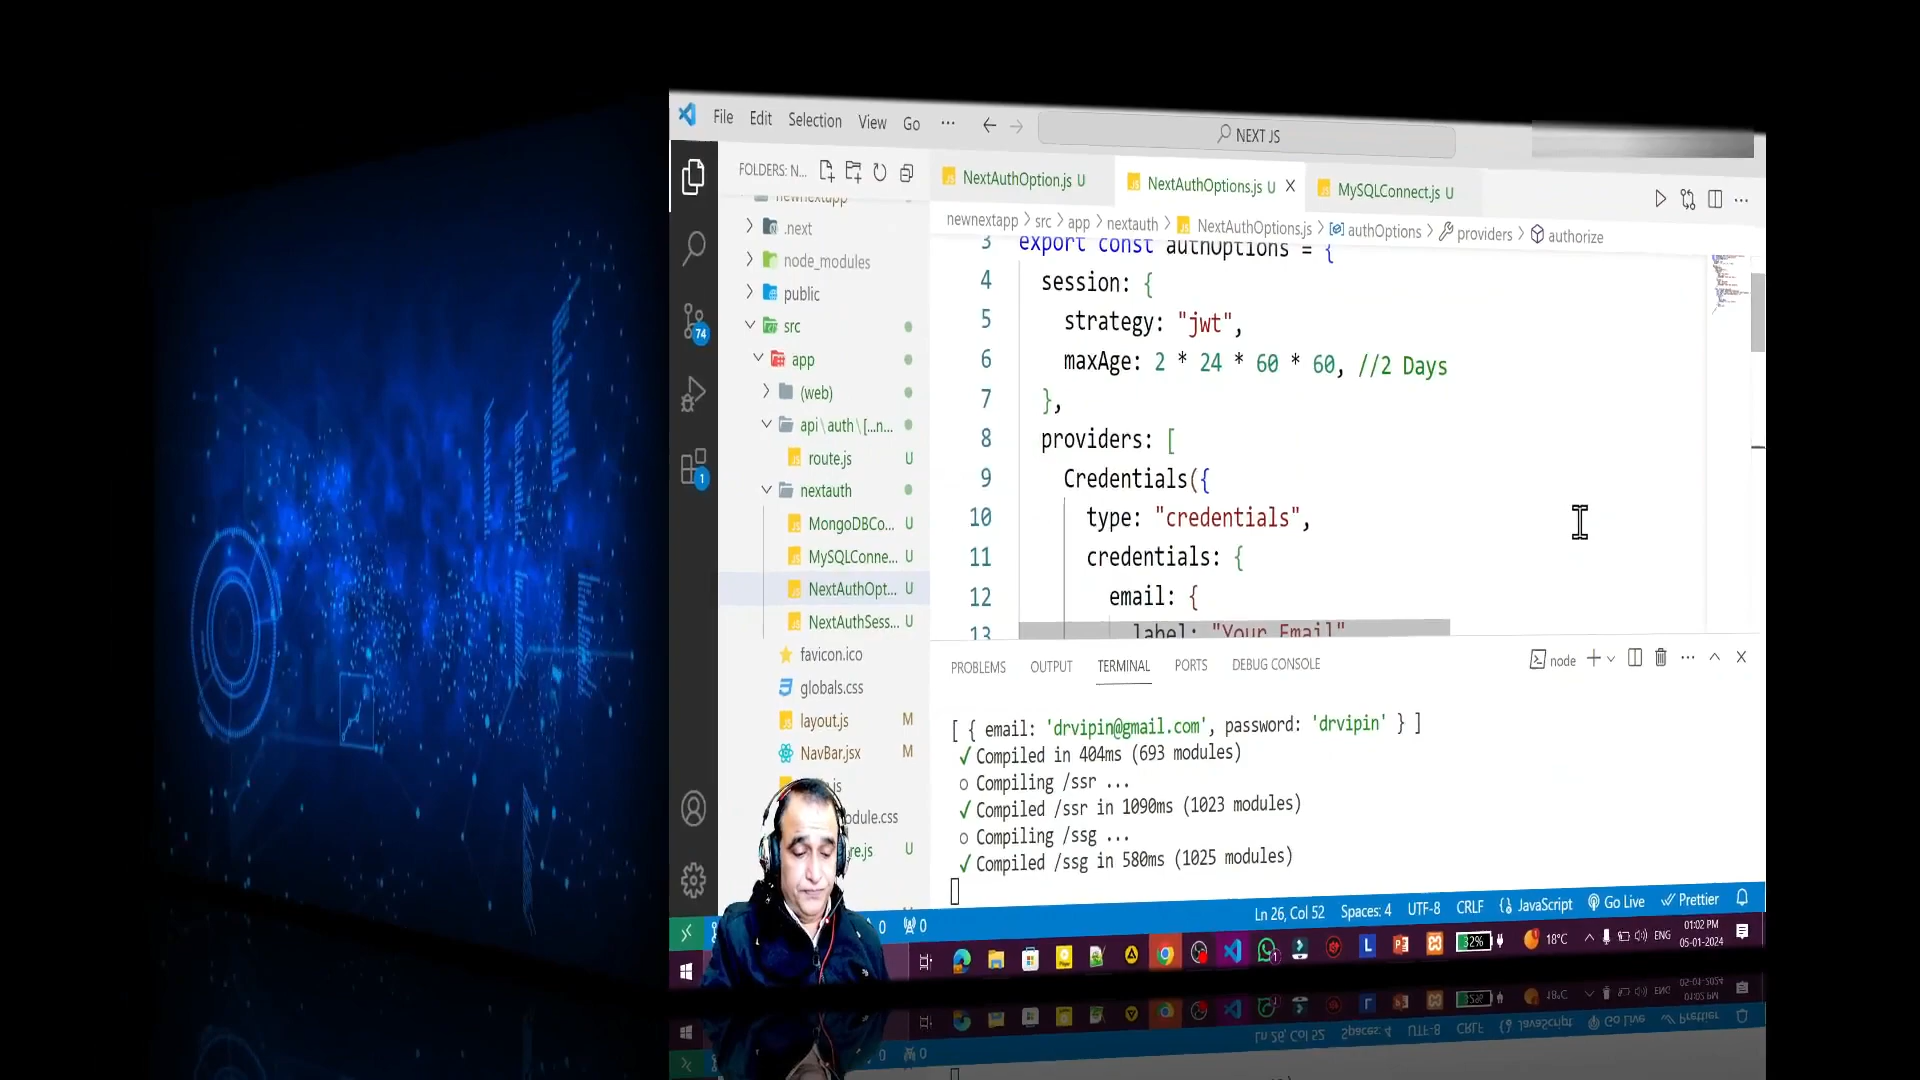 File Edit Selection View Go ··· NEXT JS
FOLDERS: N...
NextAuthOption.js U
NextAuthOptions.js U
MySQLConnect.js U
newnextapp > src > app > nextauth > NextAuthOptions.js > authOptions > providers > authorize
newnextapp
.next
node_modules
public
src
app
(web)
api\auth\[...n...
route.js U
nextauth
MongoDBCo... U
MySQLConne... U
NextAuthOpt... U
NextAuthSess... U
favicon.ico
globals.css
layout.js M
NavBar.jsx M
74
1
3 export const authOptions = {
4 session: {
5 strategy: "jwt",
6 maxAge: 2 * 24 * 60 * 60, //2 Days
7 },
8 providers: [
9 Credentials({
10 type: "credentials",
11 credentials: {
12 email: {
13 label: "Your Email"
PROBLEMS OUTPUT TERMINAL PORTS DEBUG CONSOLE
node
[ { email: 'drvipin@gmail.com', password: 'drvipin' } ]
✓ Compiled in 404ms (693 modules)
○ Compiling /ssr ...
✓ Compiled /ssr in 1090ms (1023 modules)
○ Compiling /ssg ...
✓ Compiled /ssg in 580ms (1025 modules)
0 0
Ln 26, Col 52 Spaces: 4 UTF-8 CRLF {} JavaScript Go Live Prettier
32% 18°C ENG
01:02 PM
05-01-2024